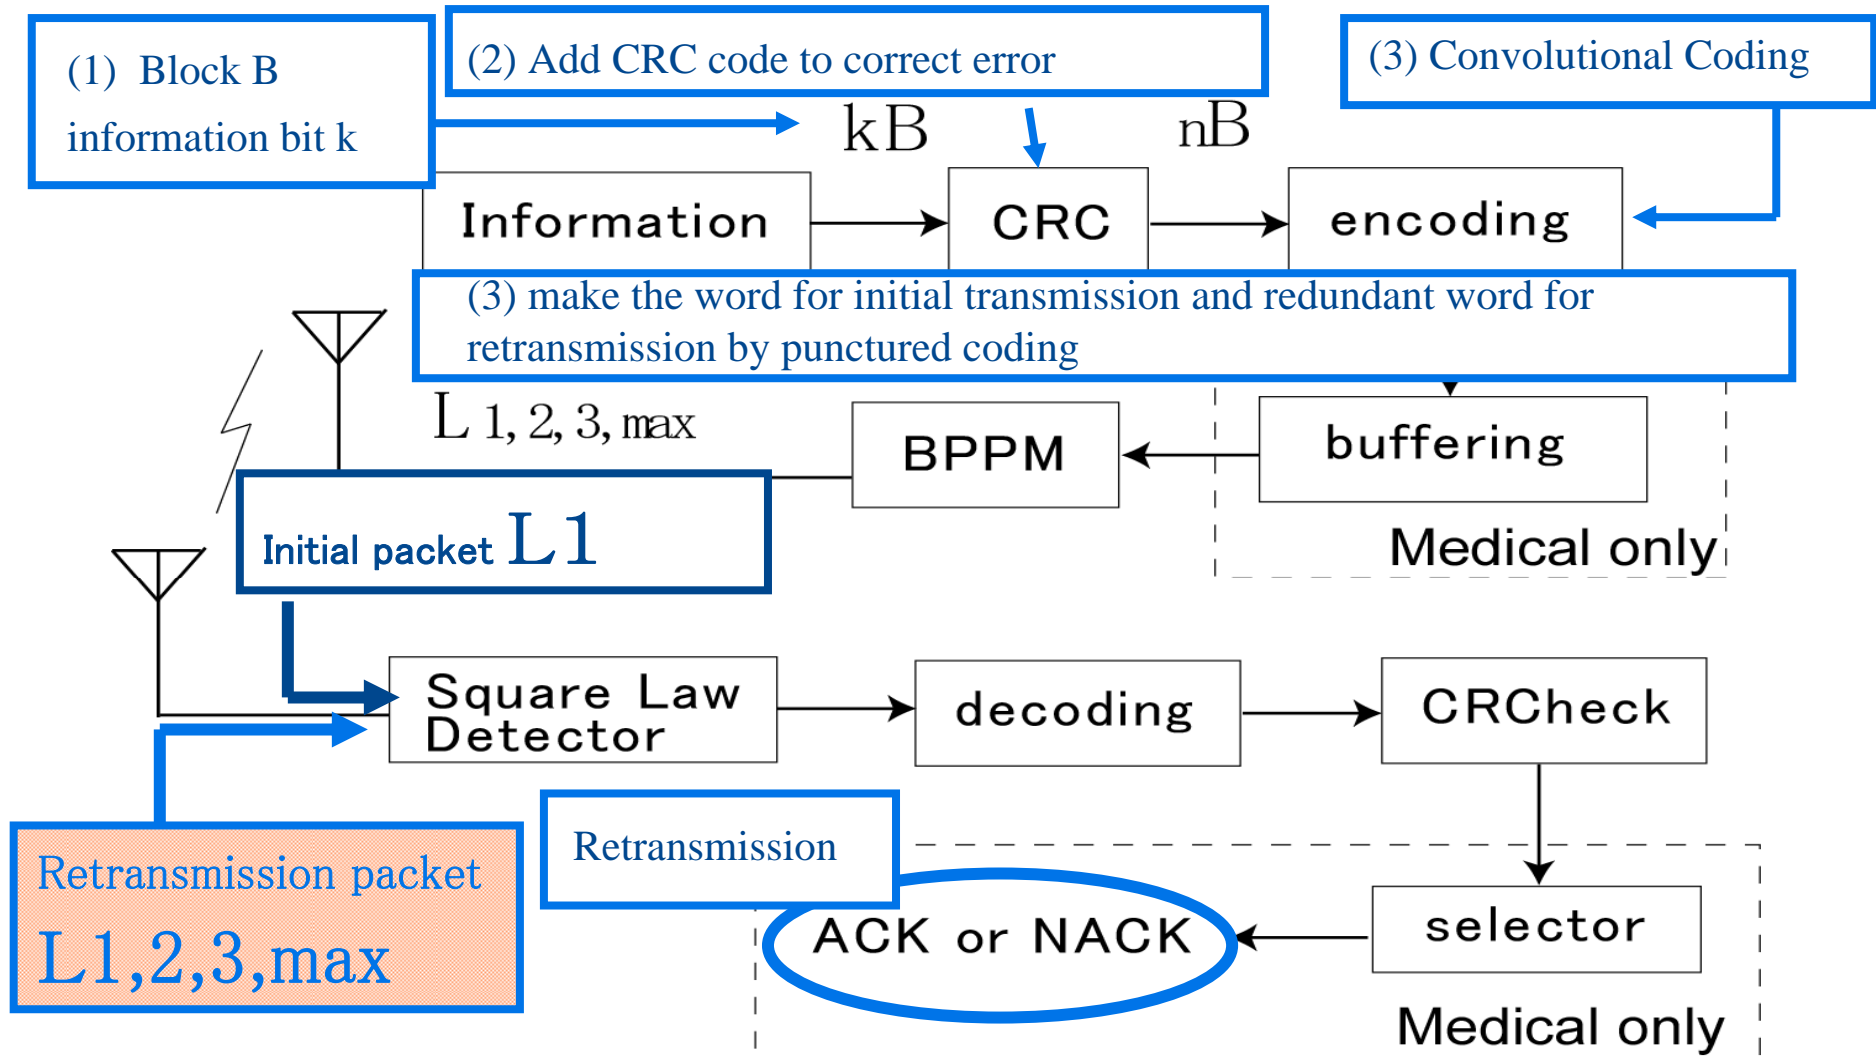 (1) Block B
information bit k
(2) Add CRC code to correct error
(3) Convolutional Coding
kB
nB
Information
CRC
encoding
(3) make the word for initial transmission and redundant word for
retransmission by punctured coding
L 1, 2, 3, max
BPPM
buffering
Medical only
Initial packet L1
Square Law
Detector
decoding
CRCheck
Retransmission packet
L1,2,3,max
Retransmission
ACK or NACK
selector
Medical only